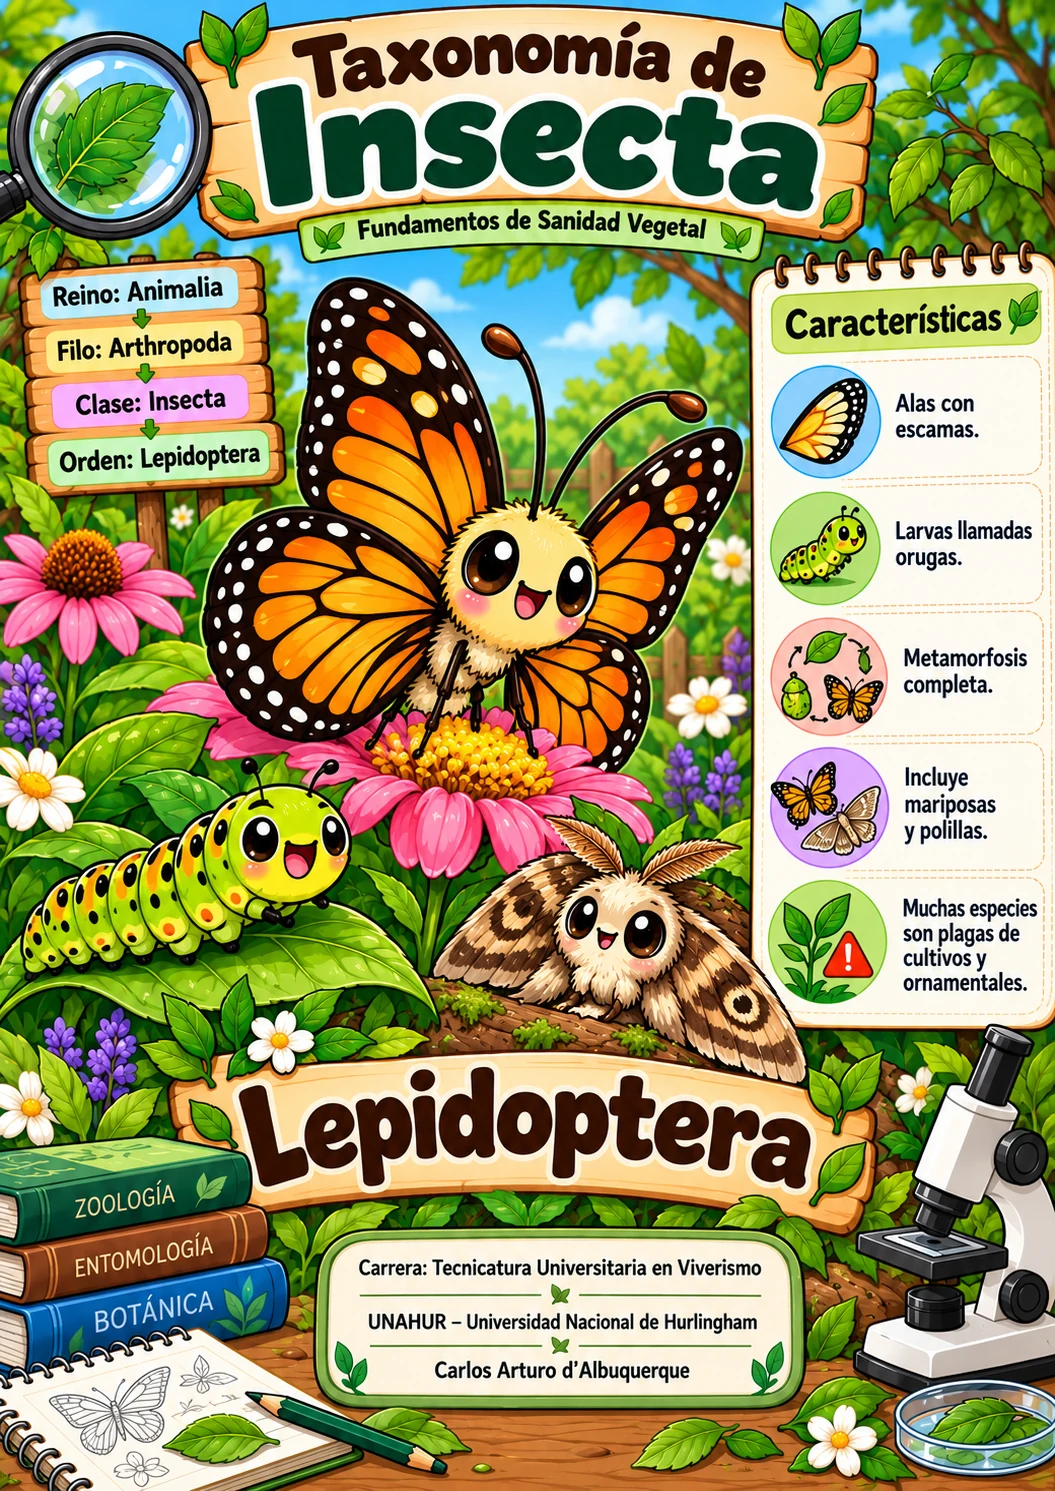 Taxonomía de
Insecta
Fundamentos de Sanidad Vegetal
Reino: Animalia
Filo: Arthropoda
Clase: Insecta
Orden: Lepidoptera
Características
Alas con
escamas.
Larvas llamadas
orugas.
Metamorfosis
completa.
Incluye
mariposas
y polillas.
Muchas especies
son plagas de
cultivos y
ornamentales.
Lepidoptera
ZOOLOGÍA
ENTOMOLOGÍA
BOTÁNICA
Carrera: Tecnicatura Universitaria en Viverismo
UNAHUR – Universidad Nacional de Hurlingham
Carlos Arturo d'Albuquerque